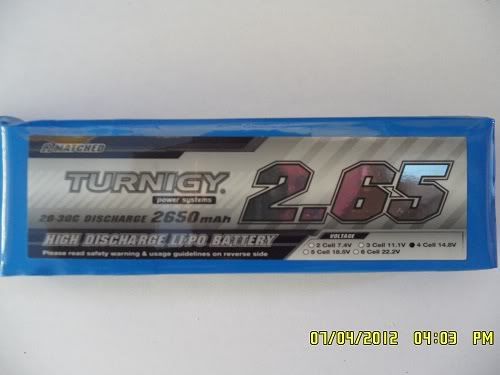 MATCHED
TURNIGY®
power systems
2.65
20-30C DISCHARGE 2650mAh
HIGH DISCHARGE LI-PO BATTERY
Please read safety warning & usage guidelines on reverse side
VOLTAGE
2 Cell 7.4V 3 Cell 11.1V 4 Cell 14.8V
5 Cell 18.5V 6 Cell 22.2V
07/04/2012 04:03 PM